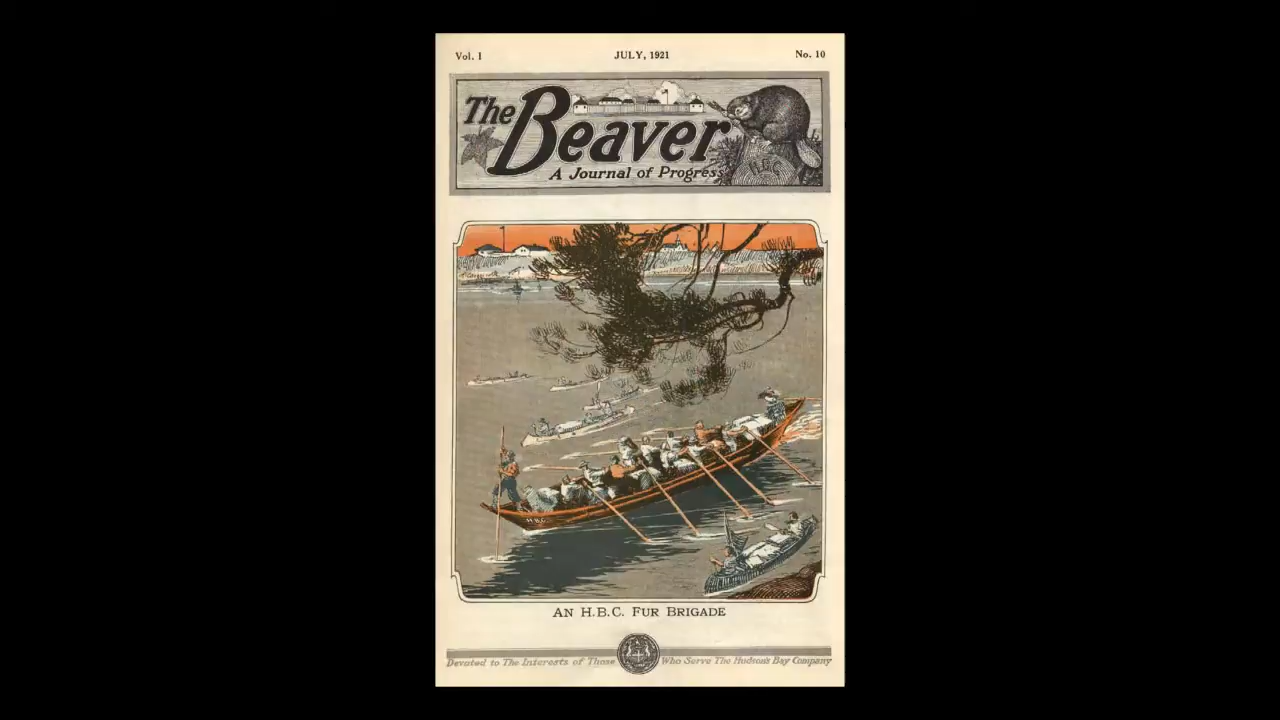 Vol. 1 JULY, 1921 No. 10
The Beaver
A Journal of Progress
H.B.C.
H.B.C.
AN H.B.C. FUR BRIGADE
Devoted to The Interests of Those Who Serve The Hudson's Bay Company